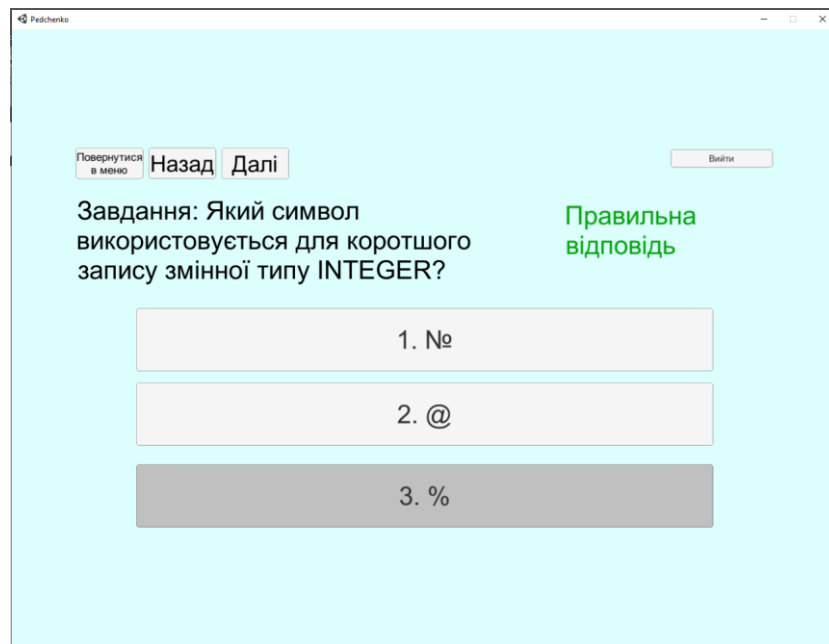 Pedchenko
Повернутися
в меню
Назад
Далі
Вийти
Завдання: Який символ
використовується для коротшого
запису змінної типу INTEGER?
Правильна
відповідь
1. №
2. @
3. %